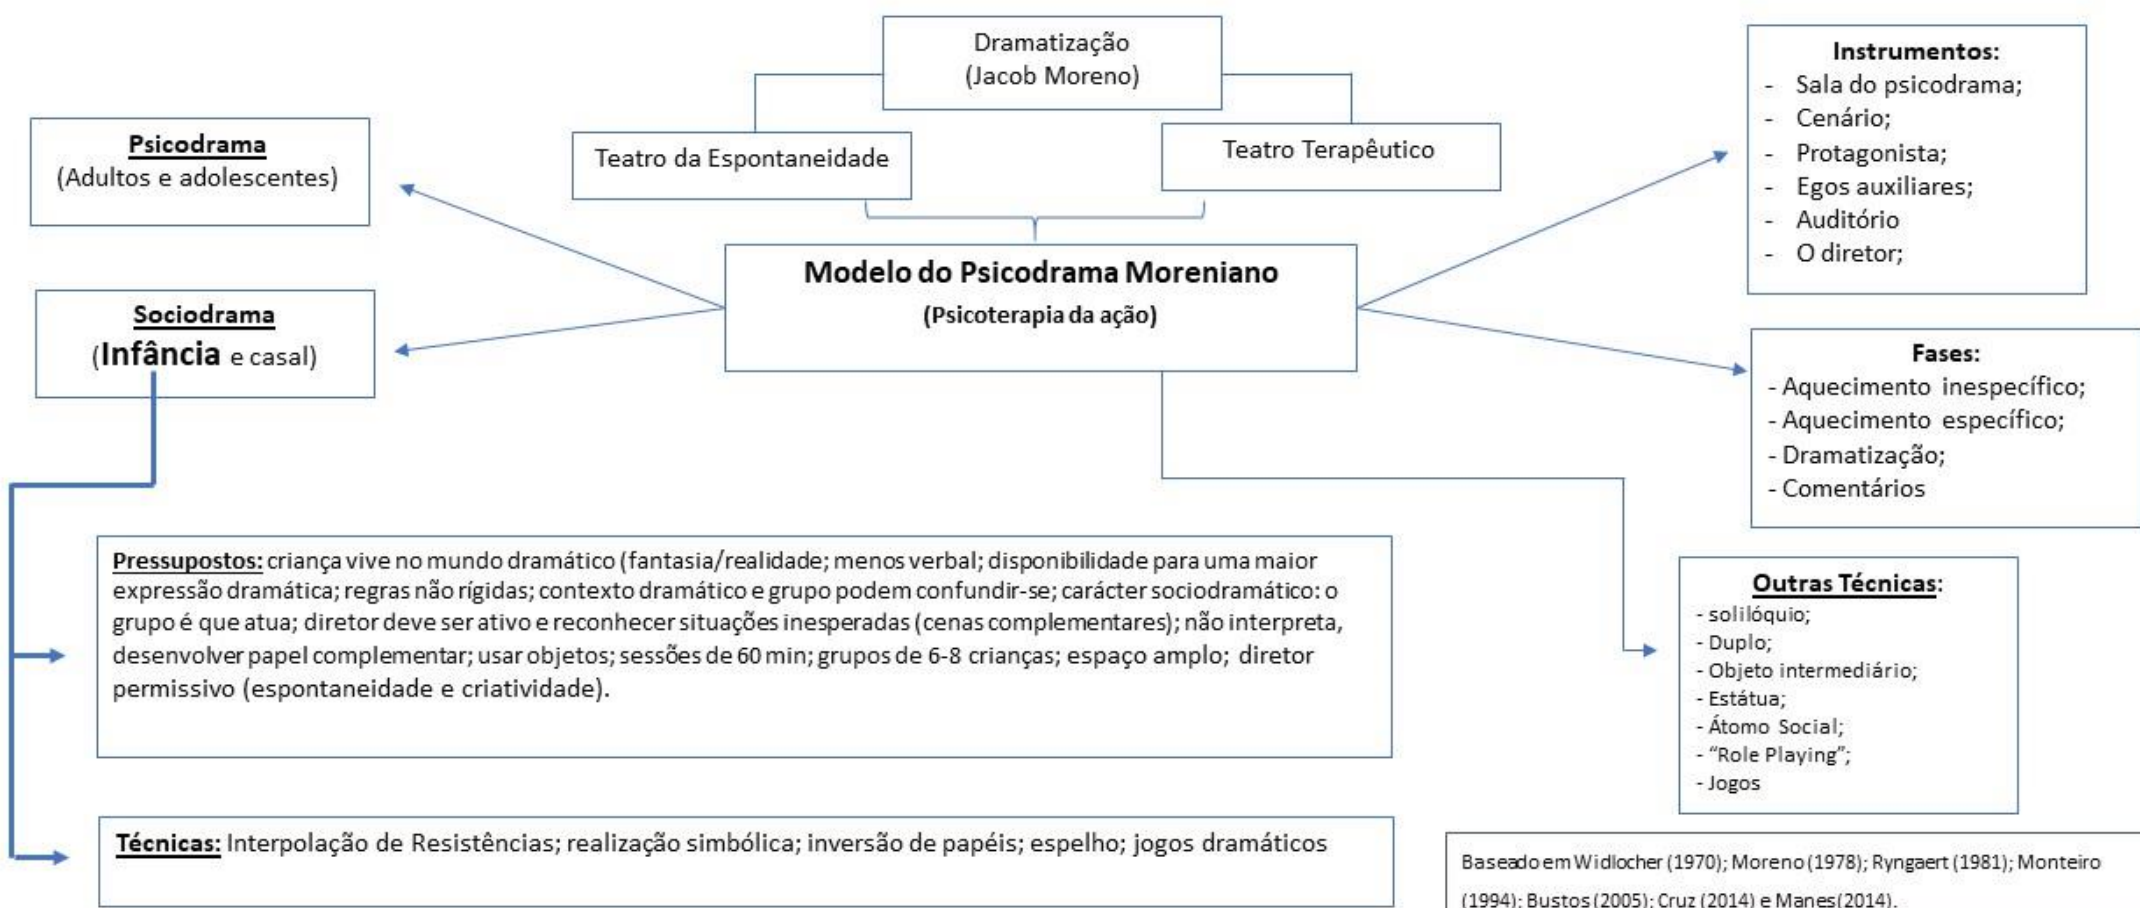 Dramatização
(Jacob Moreno)
Teatro da Espontaneidade
Teatro Terapêutico
Modelo do Psicodrama Moreniano
(Psicoterapia da ação)
Psicodrama
(Adultos e adolescentes)
Sociodrama
(Infância e casal)
Instrumentos:
- Sala do psicodrama;
- Cenário;
- Protagonista;
- Egos auxiliares;
- Auditório
- O diretor;
Fases:
- Aquecimento inespecífico;
- Aquecimento específico;
- Dramatização;
- Comentários
Pressupostos: criança vive no mundo dramático (fantasia/realidade; menos verbal; disponibilidade para uma maior
expressão dramática; regras não rígidas; contexto dramático e grupo podem confundir-se; carácter sociodramático: o
grupo é que atua; diretor deve ser ativo e reconhecer situações inesperadas (cenas complementares); não interpreta,
desenvolver papel complementar; usar objetos; sessões de 60 min; grupos de 6-8 crianças; espaço amplo; diretor
permissivo (espontaneidade e criatividade).
Técnicas: Interpolação de Resistências; realização simbólica; inversão de papéis; espelho; jogos dramáticos
Outras Técnicas:
- solilóquio;
- Duplo;
- Objeto intermediário;
- Estátua;
- Átomo Social;
- “Role Playing”;
- Jogos
Baseado em Widlocher (1970); Moreno (1978); Ryngaert (1981); Monteiro
(1994); Bustos (2005); Cruz (2014) e Manes(2014).